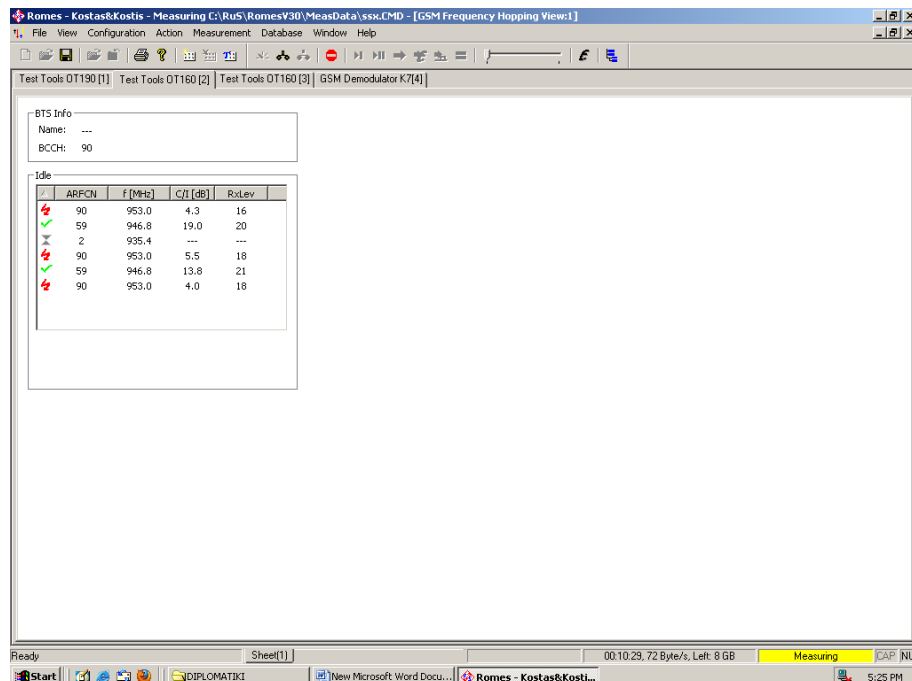 Romes - Kostas&Kostis - Measuring C:\RuS\RomesV30\MeasData\ssx.CMD - [GSM Frequency Hopping View:1]
File View Configuration Action Measurement Database Window Help
Test Tools OT190 [1] Test Tools OT160 [2] Test Tools OT160 [3] GSM Demodulator K7[4]
BTS Info
Name: ---
BCCH: 90
Idle
ARFCN f [MHz] C/I [dB] RxLev
90 953.0 4.3 16
59 946.8 19.0 20
2 935.4 --- ---
90 953.0 5.5 18
59 946.8 13.8 21
90 953.0 4.0 18
Ready Sheet(1) 00:10:29, 72 Byte/s, Left: 8 GB Measuring CAP NU
Start DIPLOMATIKI New Microsoft Word Docu... Romes - Kostas&Kosti... 5:25 PM